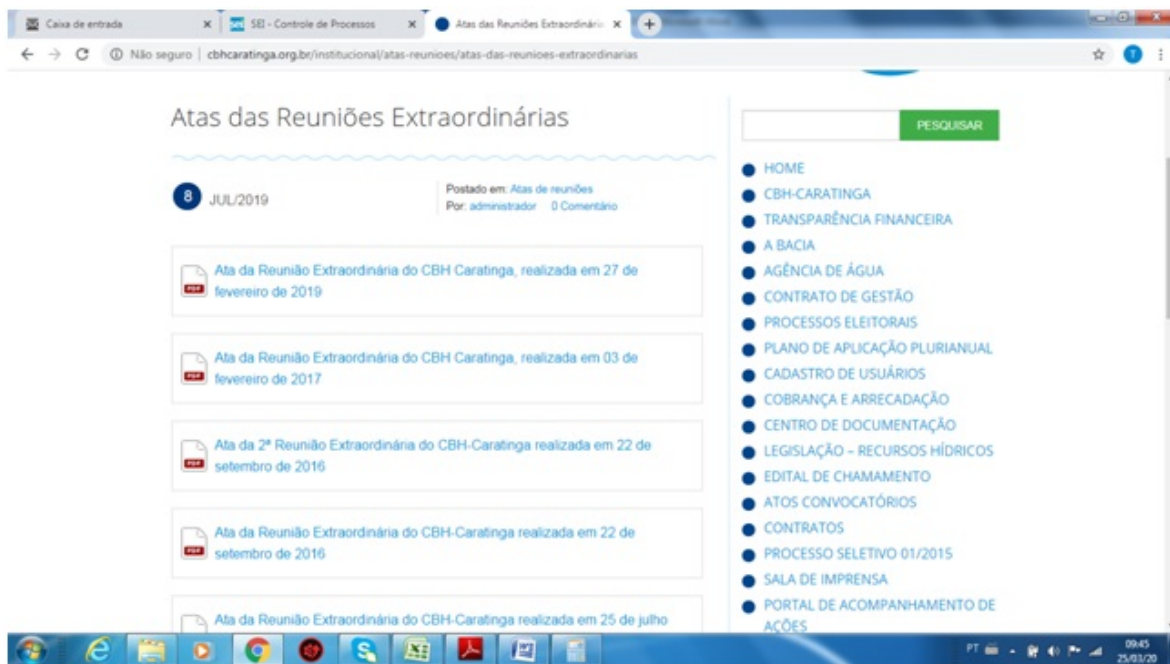 Caixa de entrada
SEI - Controle de Processos
Atas das Reuniões Extraordinári
Não seguro | cbhcaratinga.org.br/institucional/atas-reunioes/atas-das-reunioes-extraordinarias
T
Atas das Reuniões Extraordinárias
8 JUL/2019
Postado em: Atas de reuniões
Por: administrador 0 Comentário
Ata da Reunião Extraordinária do CBH Caratinga, realizada em 27 de
fevereiro de 2019
Ata da Reunião Extraordinária do CBH Caratinga, realizada em 03 de
fevereiro de 2017
Ata da 2ª Reunião Extraordinária do CBH-Caratinga realizada em 22 de
setembro de 2016
Ata da Reunião Extraordinária do CBH-Caratinga realizada em 22 de
setembro de 2016
Ata da Reunião Extraordinária do CBH-Caratinga realizada em 25 de julho
PESQUISAR
HOME
CBH-CARATINGA
TRANSPARÊNCIA FINANCEIRA
A BACIA
AGÊNCIA DE ÁGUA
CONTRATO DE GESTÃO
PROCESSOS ELEITORAIS
PLANO DE APLICAÇÃO PLURIANUAL
CADASTRO DE USUÁRIOS
COBRANÇA E ARRECADAÇÃO
CENTRO DE DOCUMENTAÇÃO
LEGISLAÇÃO – RECURSOS HÍDRICOS
EDITAL DE CHAMAMENTO
ATOS CONVOCATÓRIOS
CONTRATOS
PROCESSO SELETIVO 01/2015
SALA DE IMPRENSA
PORTAL DE ACOMPANHAMENTO DE
AÇÕES
PT
09:45
25/03/20